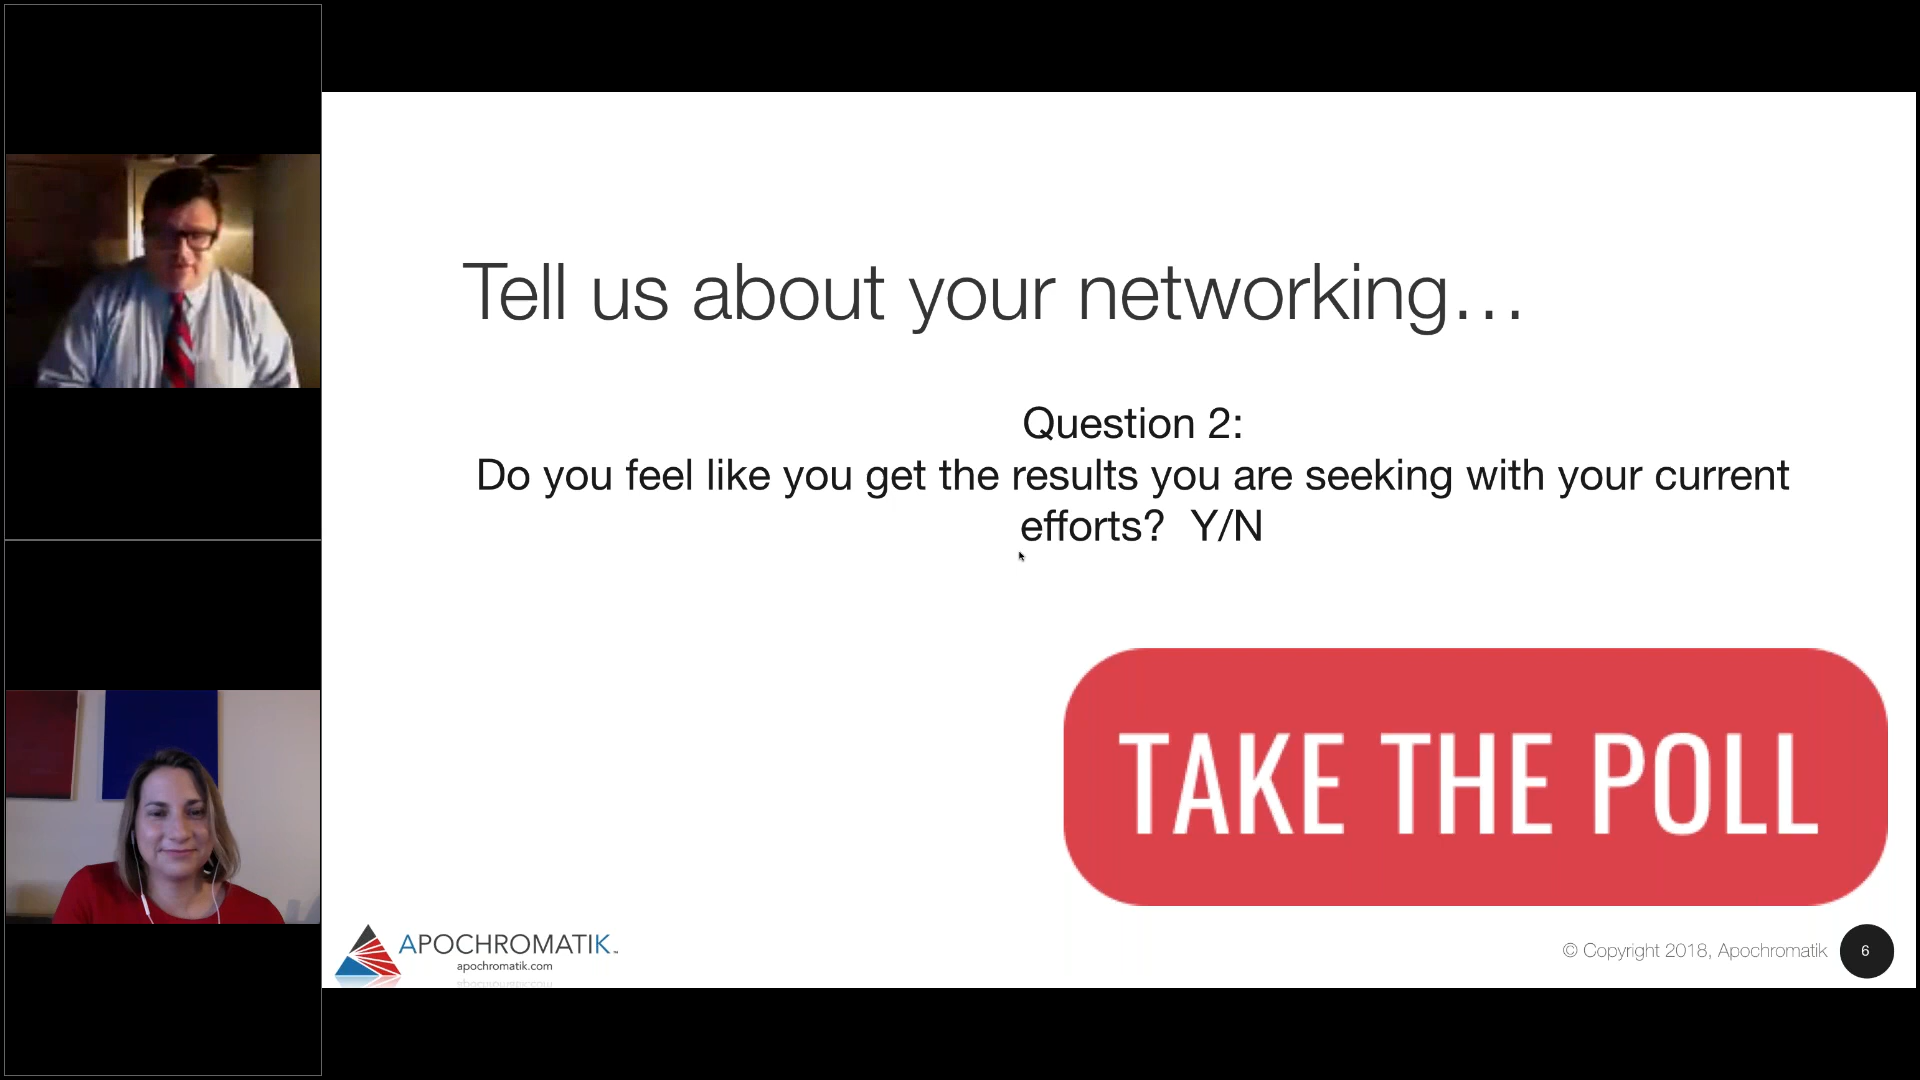 Tell us about your networking…
Question 2:
Do you feel like you get the results you are seeking with your current
efforts?  Y/N
TAKE THE POLL
APOCHROMATIK™
apochromatik.com
© Copyright 2018, Apochromatik
6